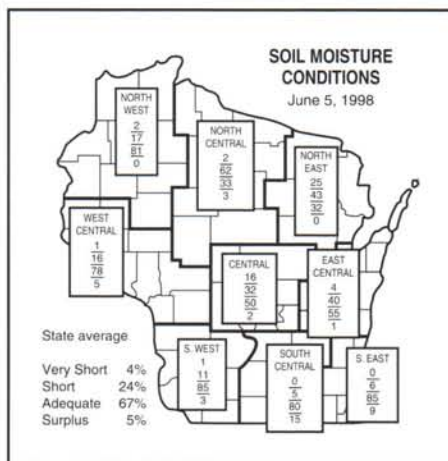 SOIL MOISTURE
CONDITIONS
June 5, 1998
NORTH
WEST
2
17
81
0
NORTH
CENTRAL
2
62
33
3
NORTH
EAST
25
43
32
0
WEST
CENTRAL
1
16
78
5
CENTRAL
16
32
50
2
EAST
CENTRAL
4
40
55
1
S. WEST
1
11
85
3
SOUTH
CENTRAL
0
5
80
15
S. EAST
0
6
85
9
State average
Very Short 4%
Short 24%
Adequate 67%
Surplus 5%